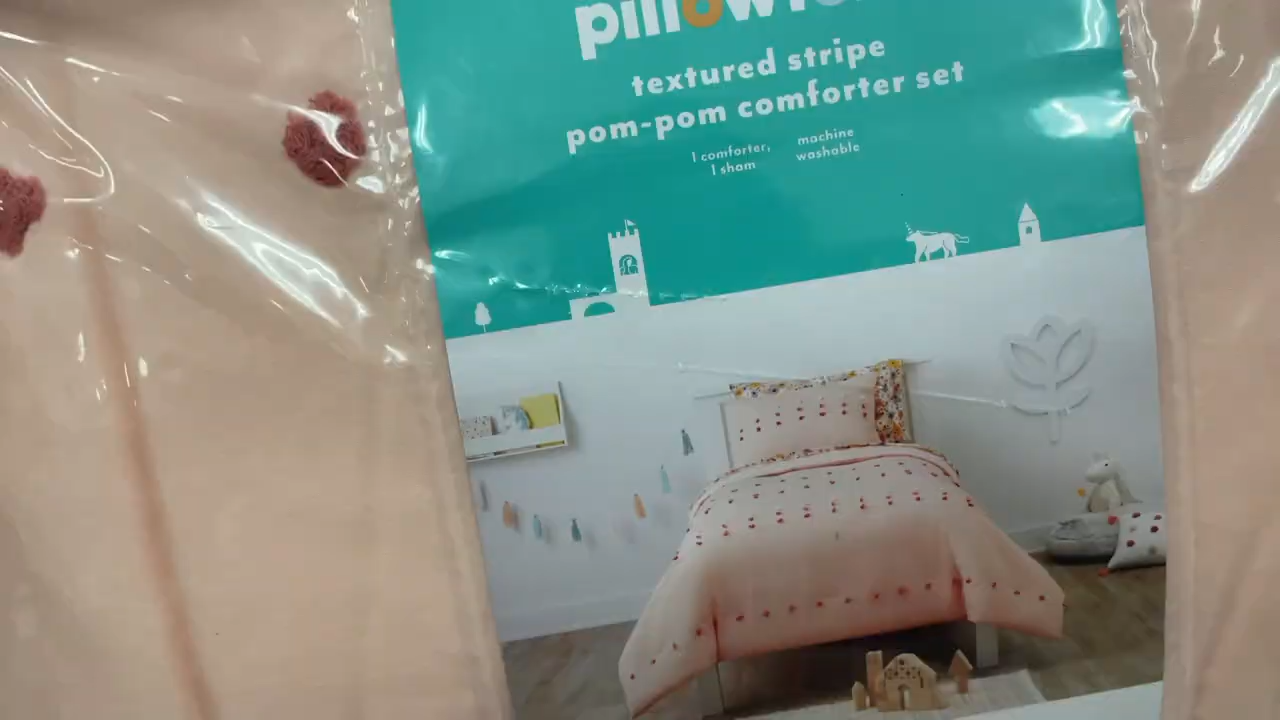 textured stripe
pom-pom comforter set
1 comforter,
1 sham
machine
washable